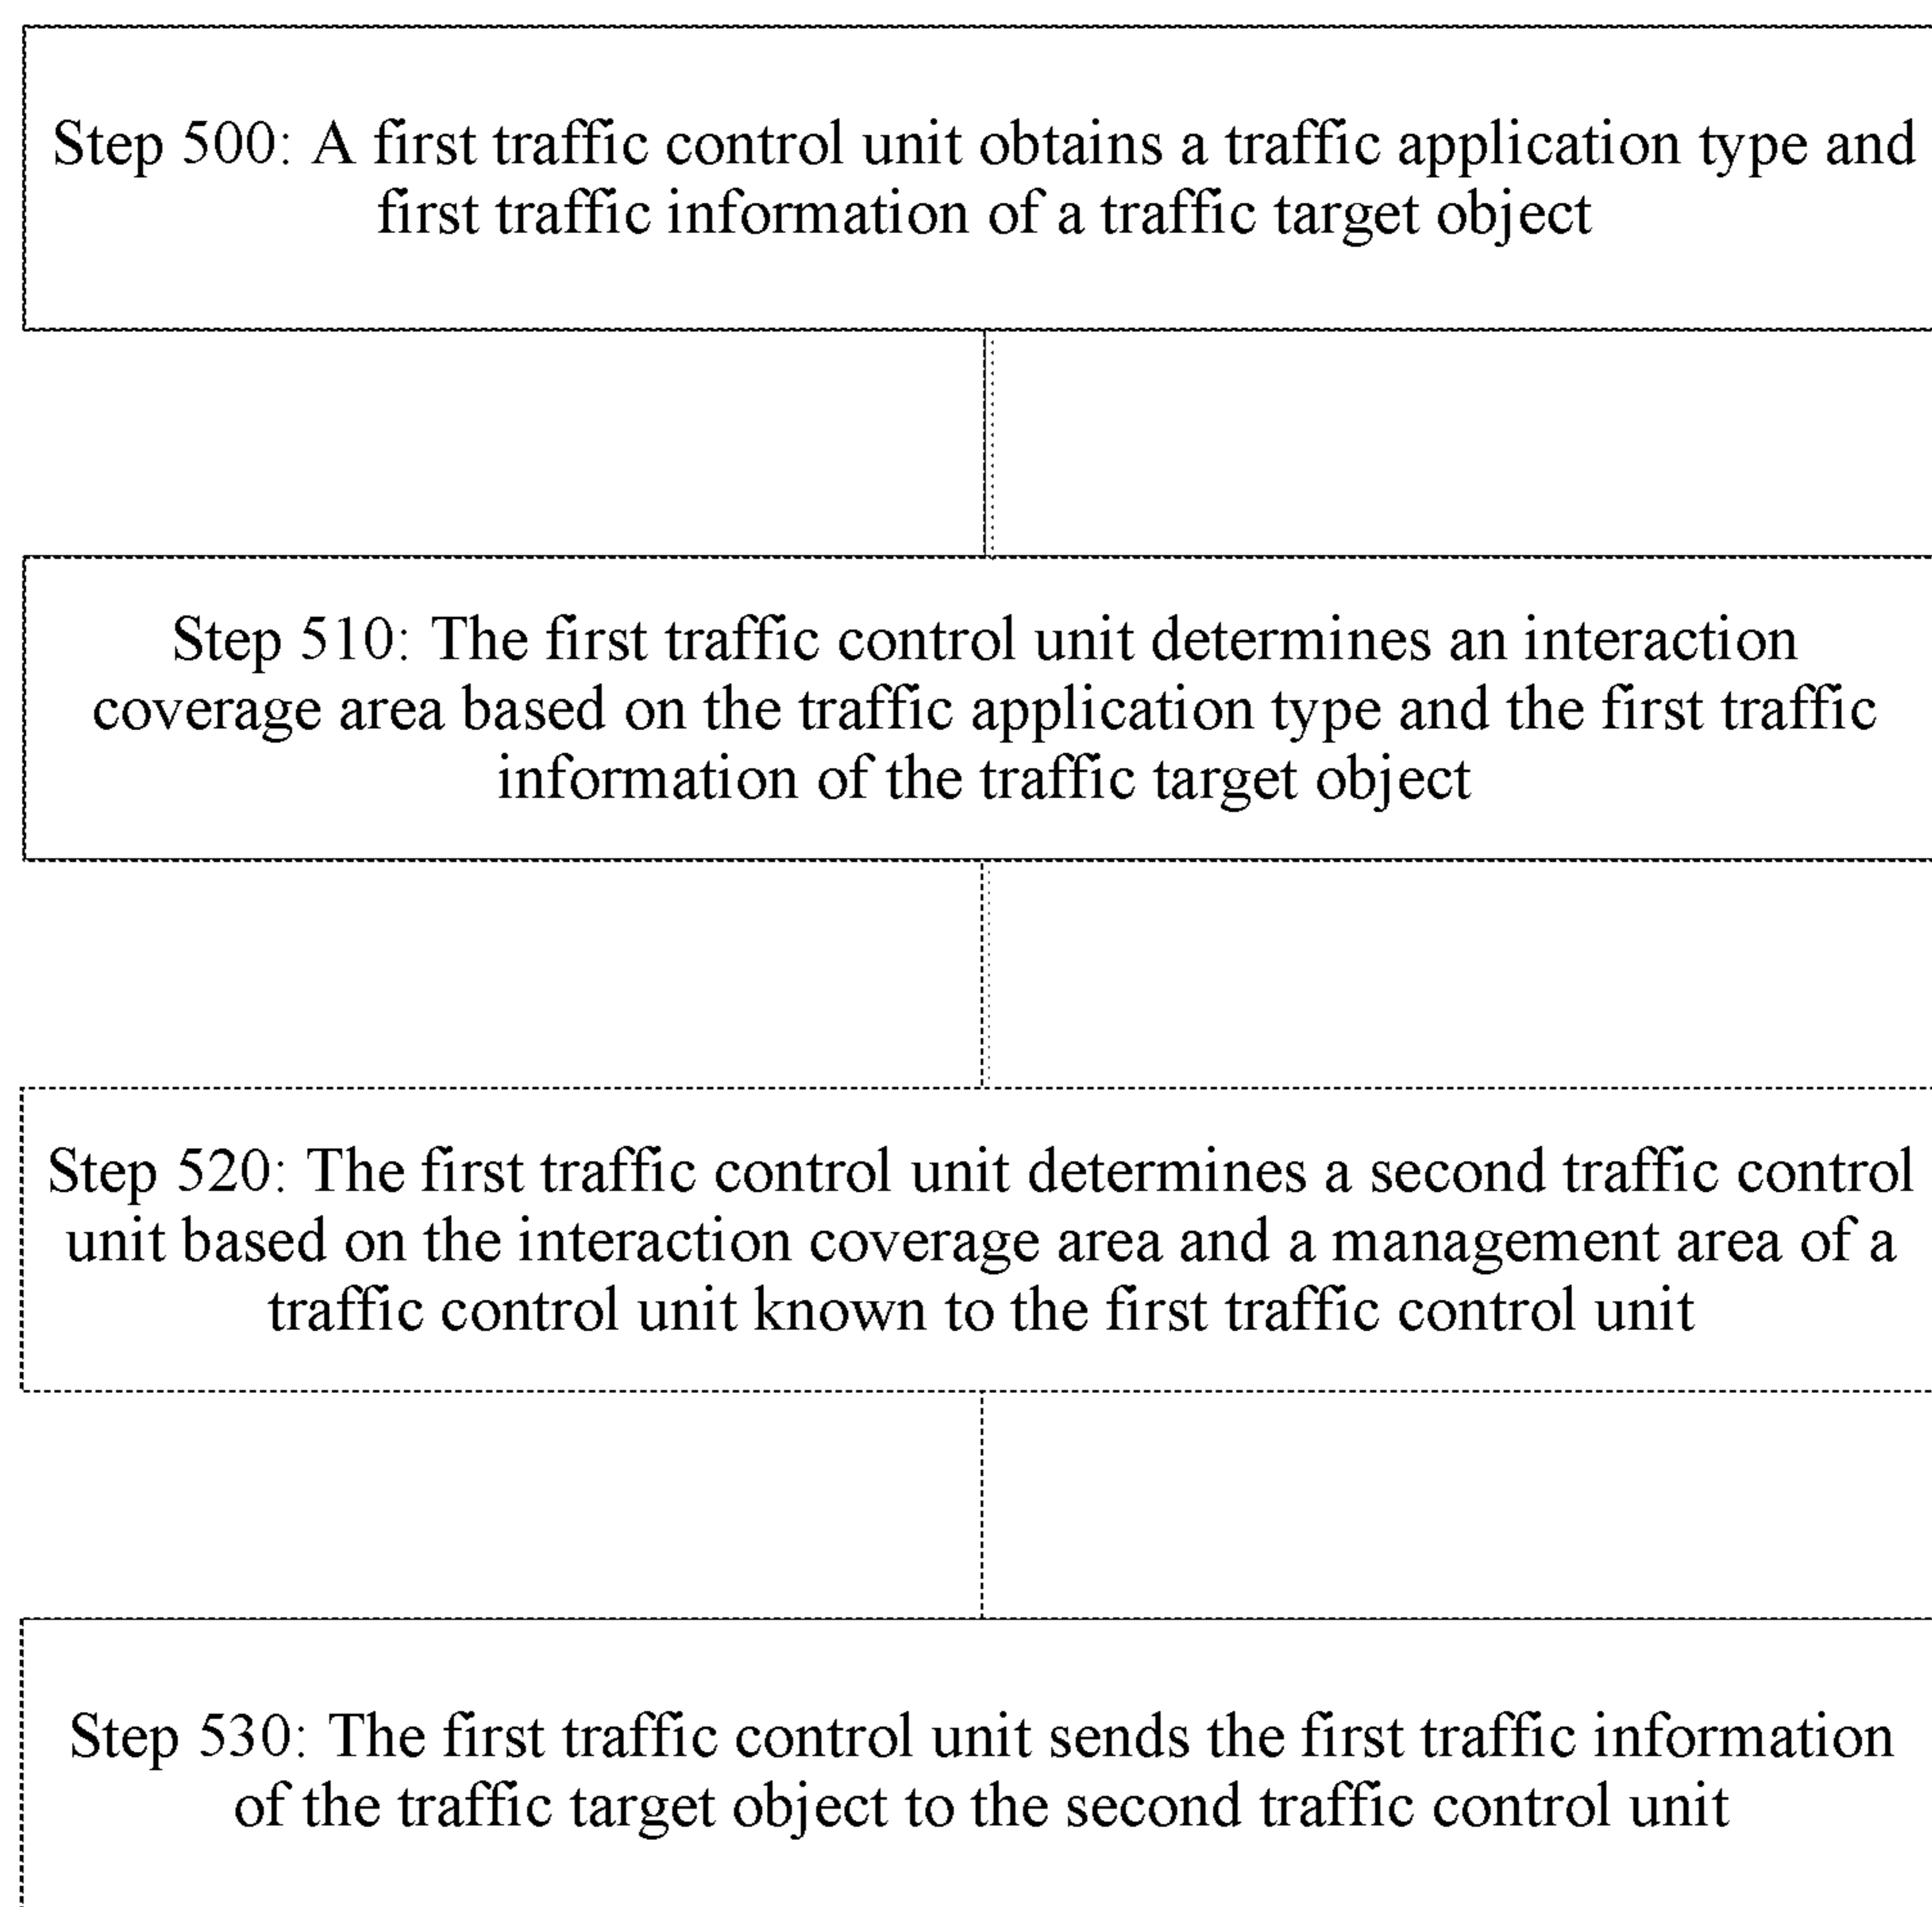 Step 500: A first traffic control unit obtains a traffic application type and
first traffic information of a traffic target object
Step 510: The first traffic control unit determines an interaction
coverage area based on the traffic application type and the first traffic
information of the traffic target object
Step 520: The first traffic control unit determines a second traffic control
unit based on the interaction coverage area and a management area of a
traffic control unit known to the first traffic control unit
Step 530: The first traffic control unit sends the first traffic information
of the traffic target object to the second traffic control unit